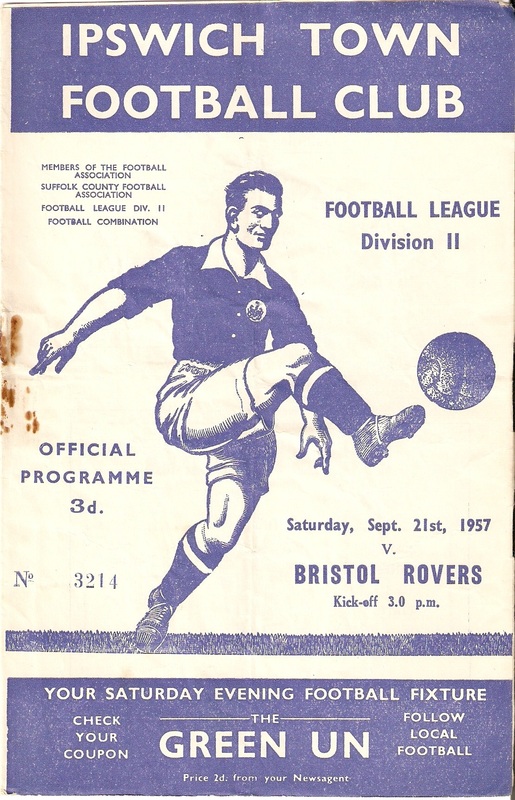 IPSWICH TOWN
FOOTBALL CLUB
MEMBERS OF THE FOOTBALL
ASSOCIATION
SUFFOLK COUNTY FOOTBALL
ASSOCIATION
FOOTBALL LEAGUE DIV. II
FOOTBALL COMBINATION
FOOTBALL LEAGUE
Division II
OFFICIAL
PROGRAMME
3d.
Nº 3214
Saturday, Sept. 21st, 1957
V.
BRISTOL ROVERS
Kick-off 3.0 p.m.
YOUR SATURDAY EVENING FOOTBALL FIXTURE
CHECK
YOUR
COUPON
THE
GREEN UN
FOLLOW
LOCAL
FOOTBALL
Price 2d. from your Newsagent